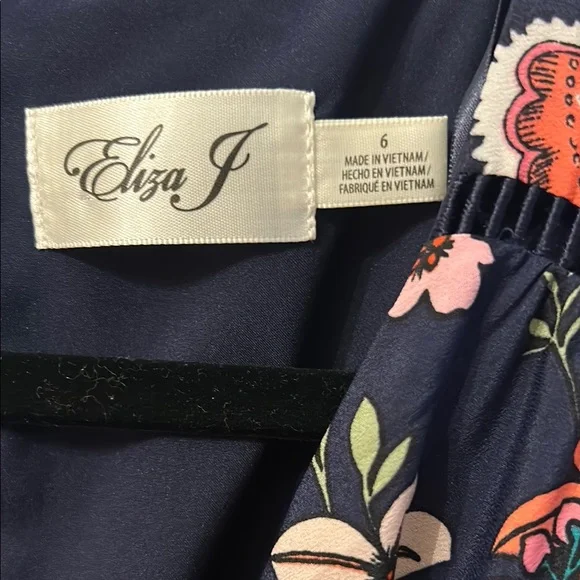 Eliza J
6
MADE IN VIETNAM/
HECHO EN VIETNAM/
FABRIQUÉ EN VIETNAM